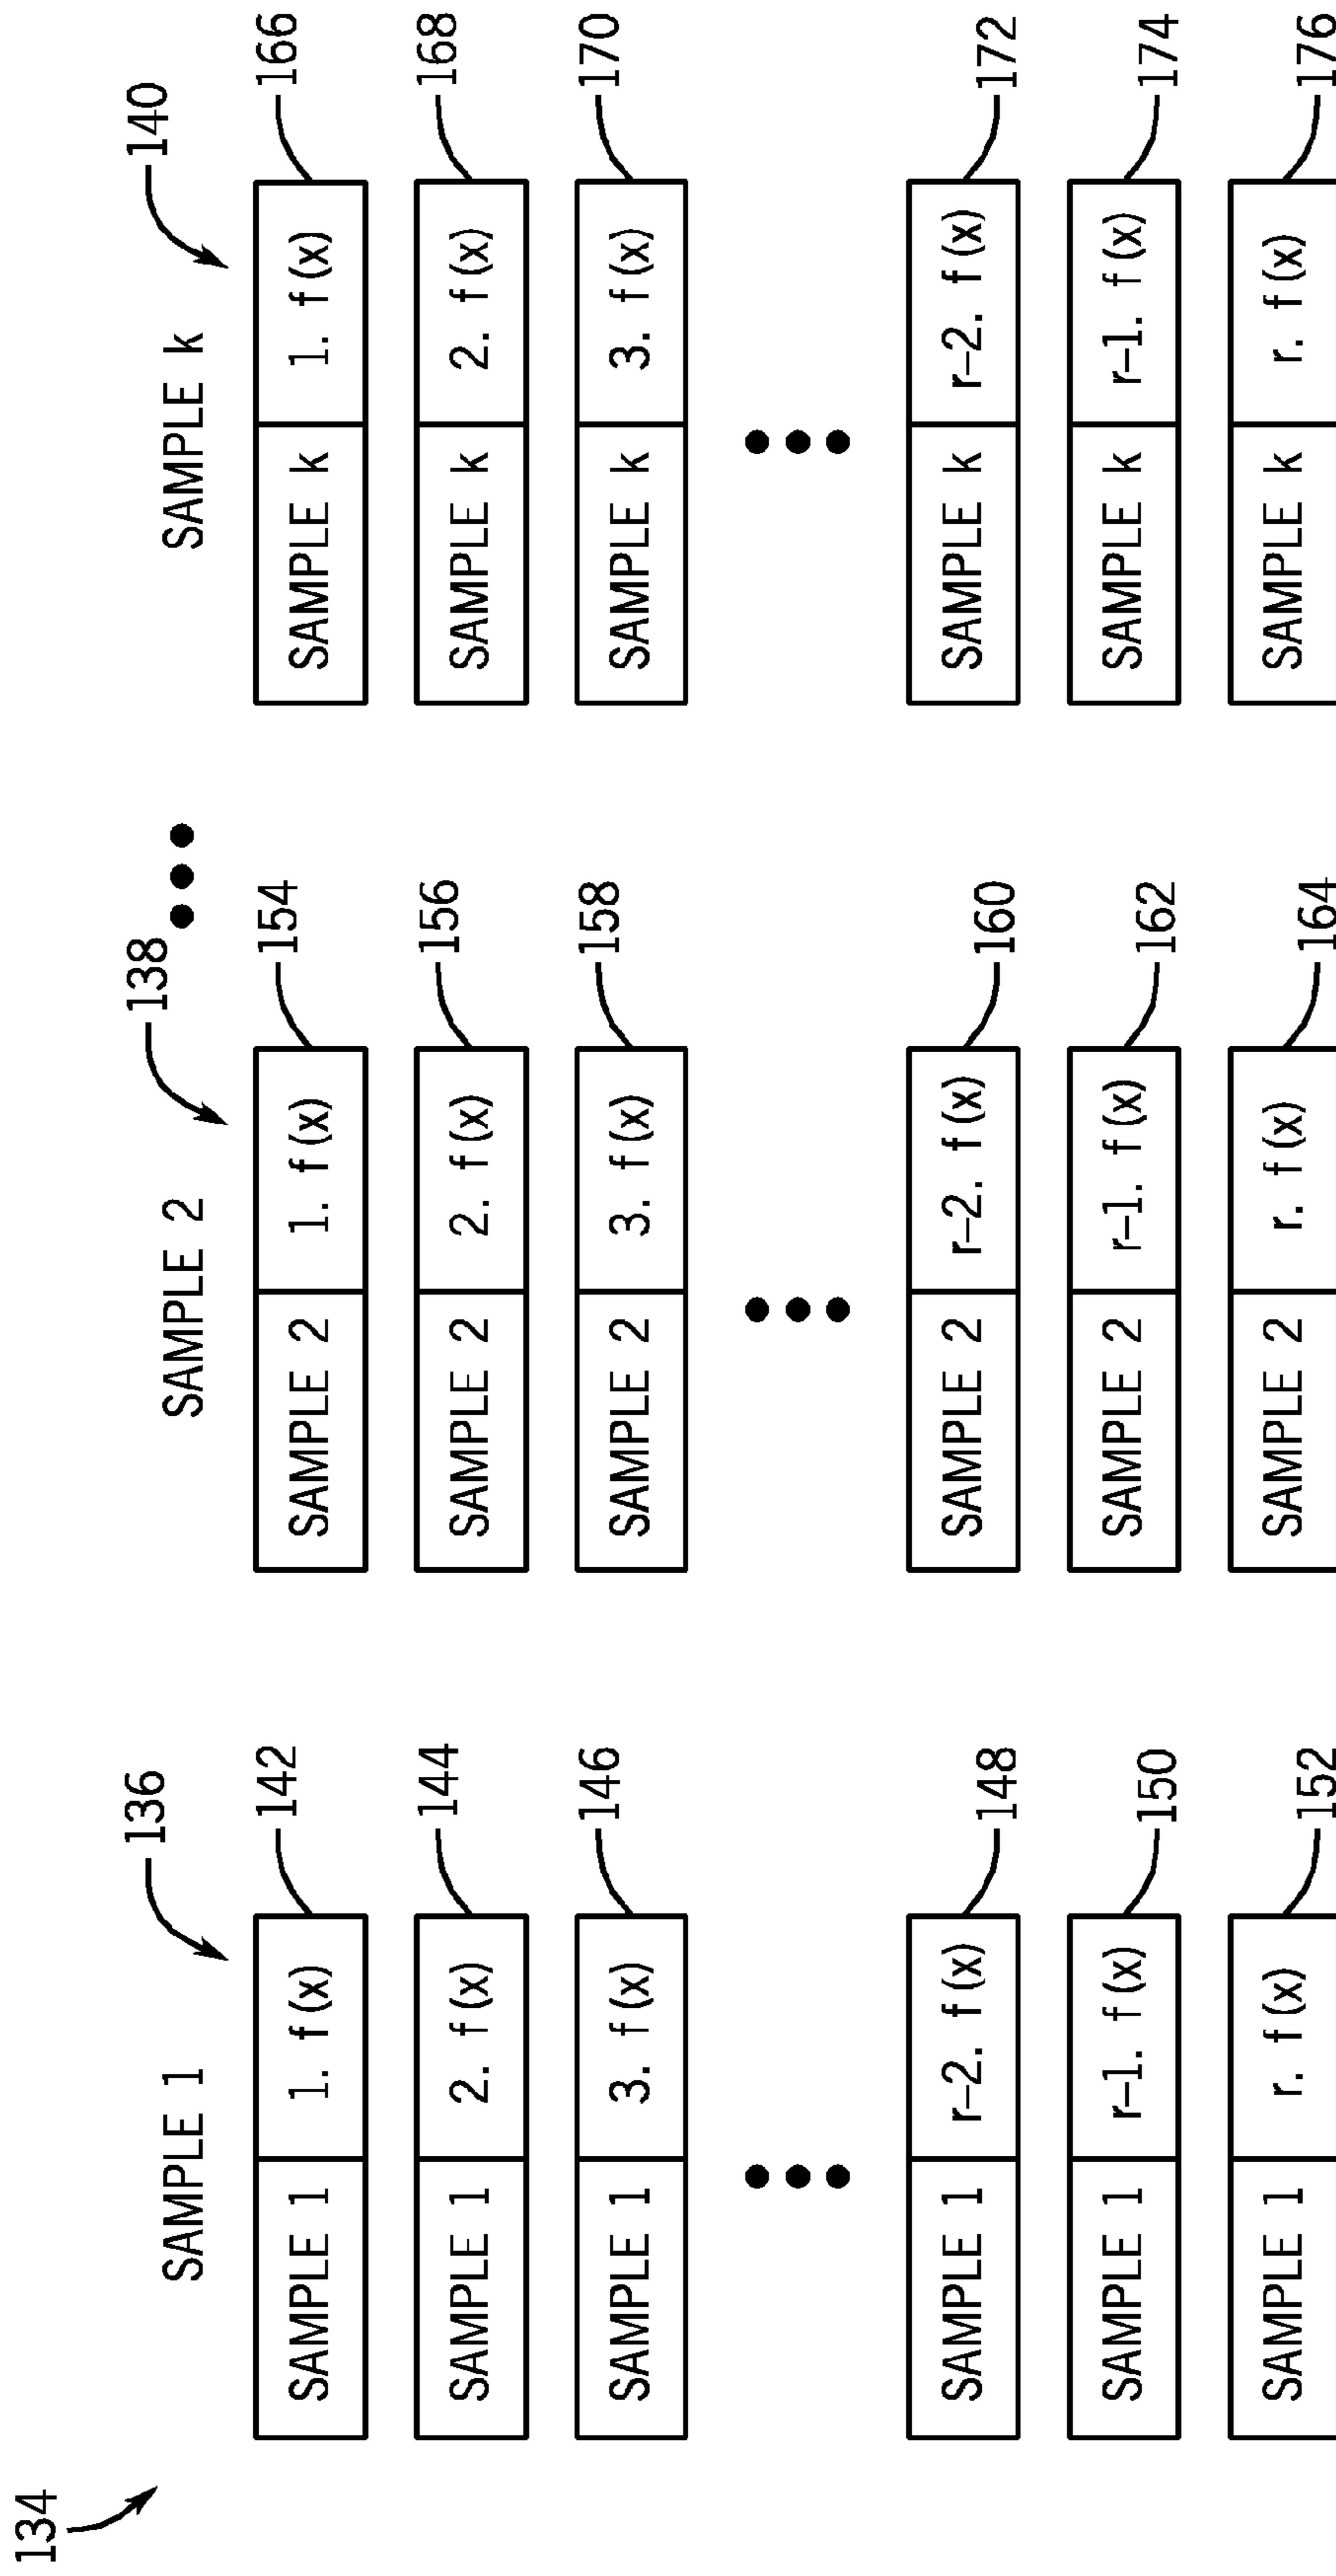 134
SAMPLE 1
136
SAMPLE 2
138
SAMPLE k
140
SAMPLE 1 1. f(x) 142
SAMPLE 2 1. f(x) 154
SAMPLE k 1. f(x) 166
SAMPLE 1 2. f(x) 144
SAMPLE 2 2. f(x) 156
SAMPLE k 2. f(x) 168
SAMPLE 1 3. f(x) 146
SAMPLE 2 3. f(x) 158
SAMPLE k 3. f(x) 170
SAMPLE 1 r–2. f(x) 148
SAMPLE 2 r–2. f(x) 160
SAMPLE k r–2. f(x) 172
SAMPLE 1 r–1. f(x) 150
SAMPLE 2 r–1. f(x) 162
SAMPLE k r–1. f(x) 174
SAMPLE 1 r. f(x) 152
SAMPLE 2 r. f(x) 164
SAMPLE k r. f(x) 176